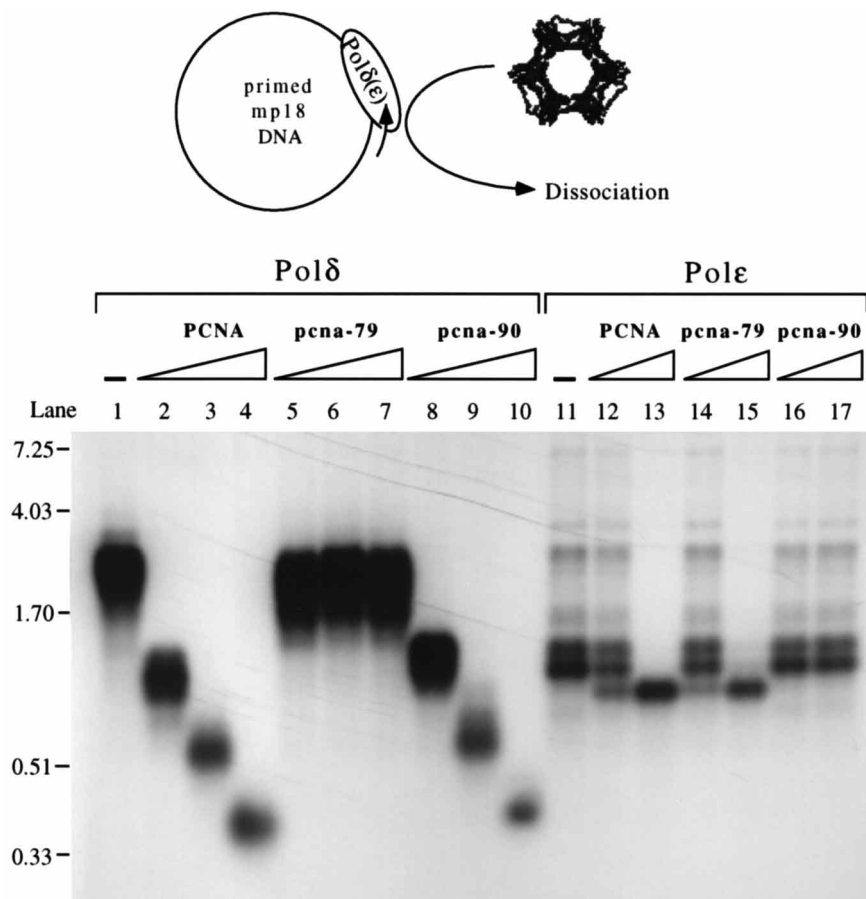 primed
mp18
DNA
Polδ(ε)
Dissociation
Polδ Polε
PCNA pcna-79 pcna-90 PCNA pcna-79 pcna-90
Lane 1 2 3 4 5 6 7 8 9 10 11 12 13 14 15 16 17
7.25
4.03
1.70
0.51
0.33